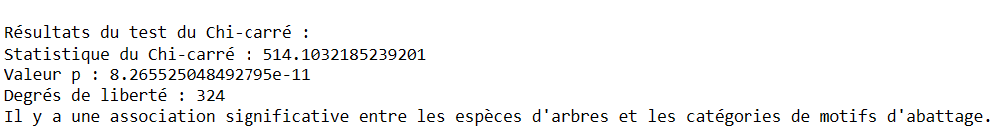 Résultats du test du Chi-carré :
Statistique du Chi-carré : 514.1032185239201
Valeur p : 8.265525048492795e-11
Degrés de liberté : 324
Il y a une association significative entre les espèces d'arbres et les catégories de motifs d'abattage.